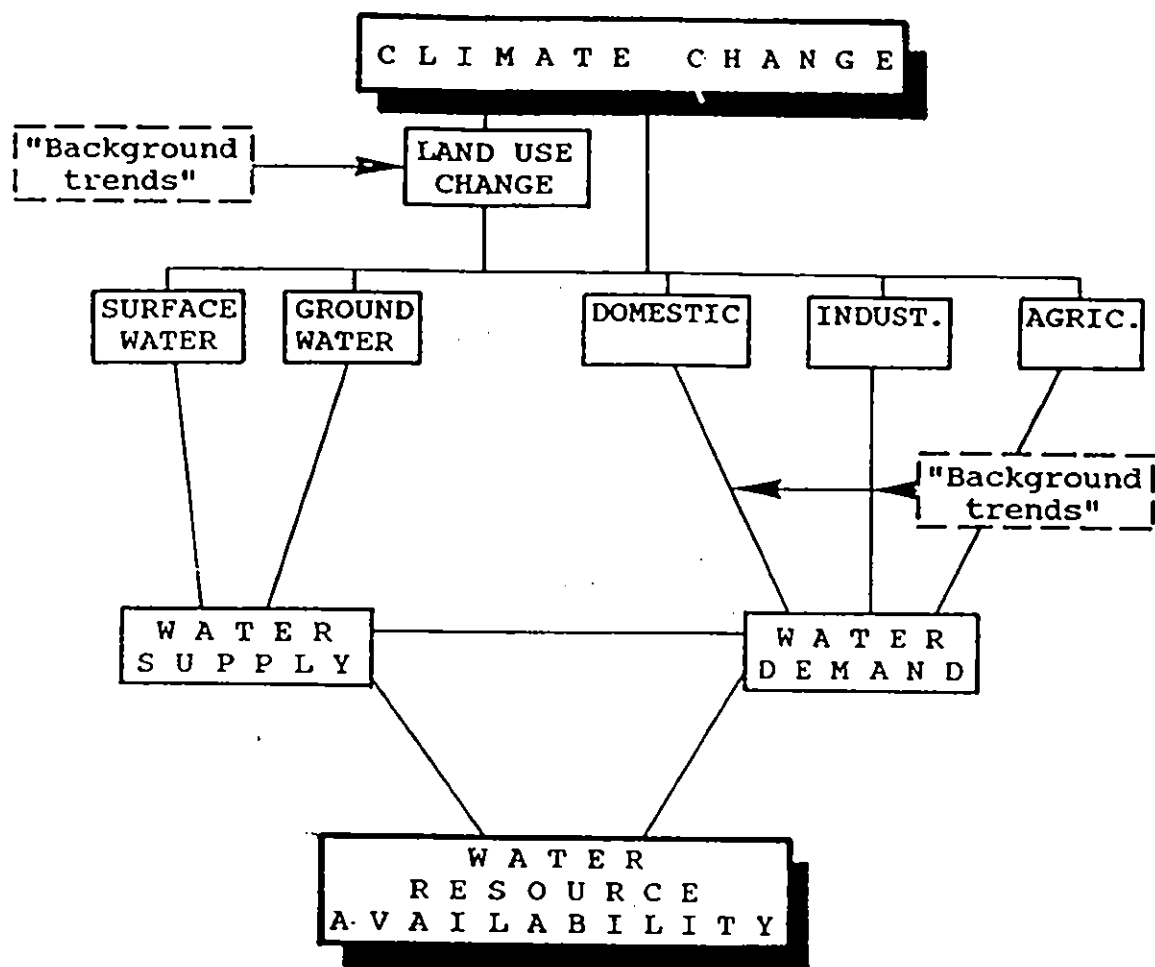 CLIMATE CHANGE
"Background
trends"
LAND USE
CHANGE
SURFACE
WATER
GROUND
WATER
DOMESTIC
INDUST.
AGRIC.
"Background
trends"
WATER
SUPPLY
WATER
DEMAND
WATER
RESOURCE
AVAILABILITY